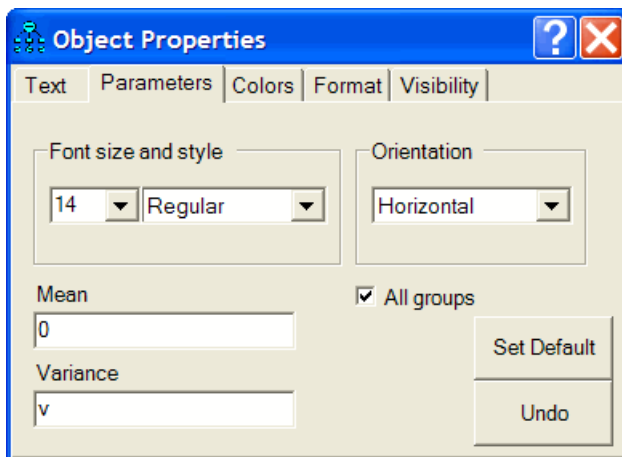 Object Properties
Text Parameters Colors Format Visibility
Font size and style Orientation
14 Regular Horizontal
Mean All groups
0
Set Default
Variance
v
Undo